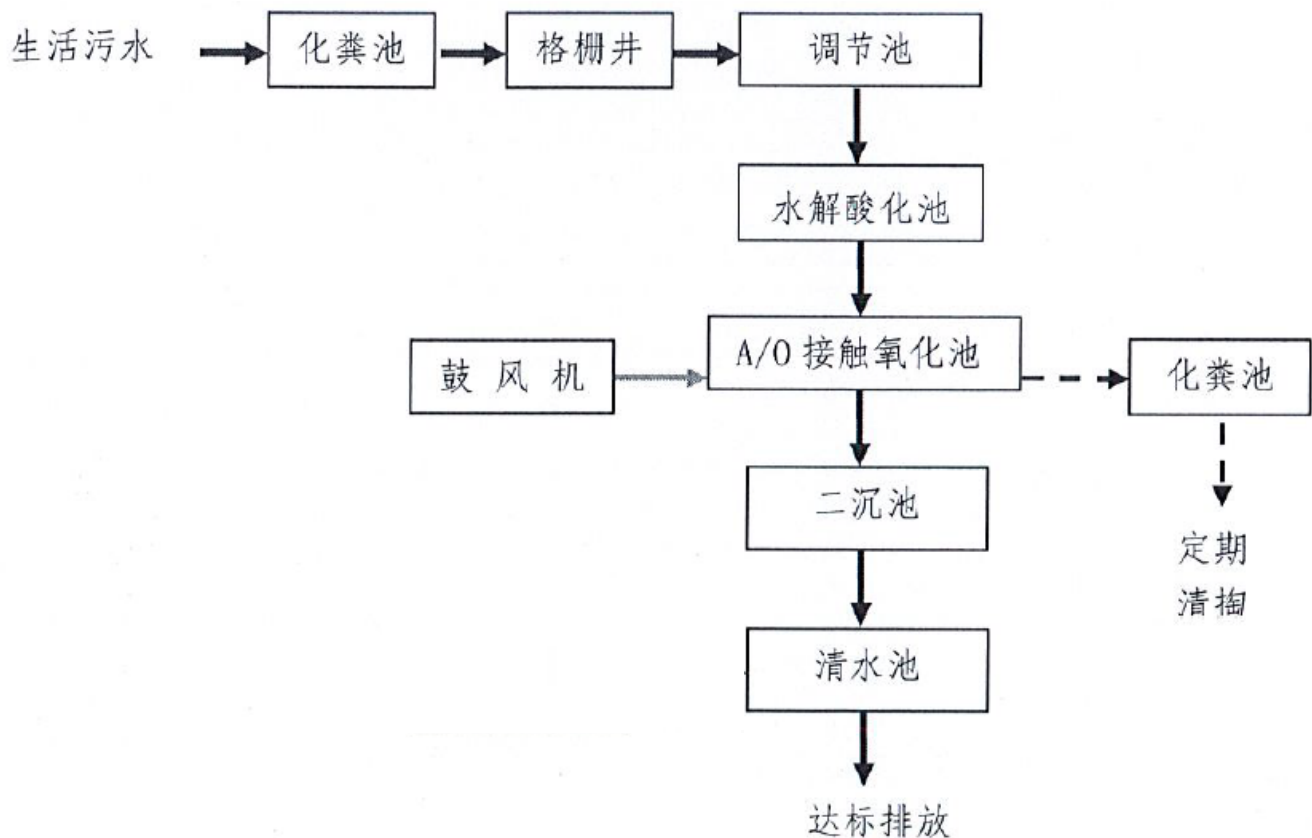 生活污水
化粪池
格栅井
调节池
水解酸化池
鼓风机
A/O接触氧化池
化粪池
二沉池
定期
清掏
清水池
达标排放